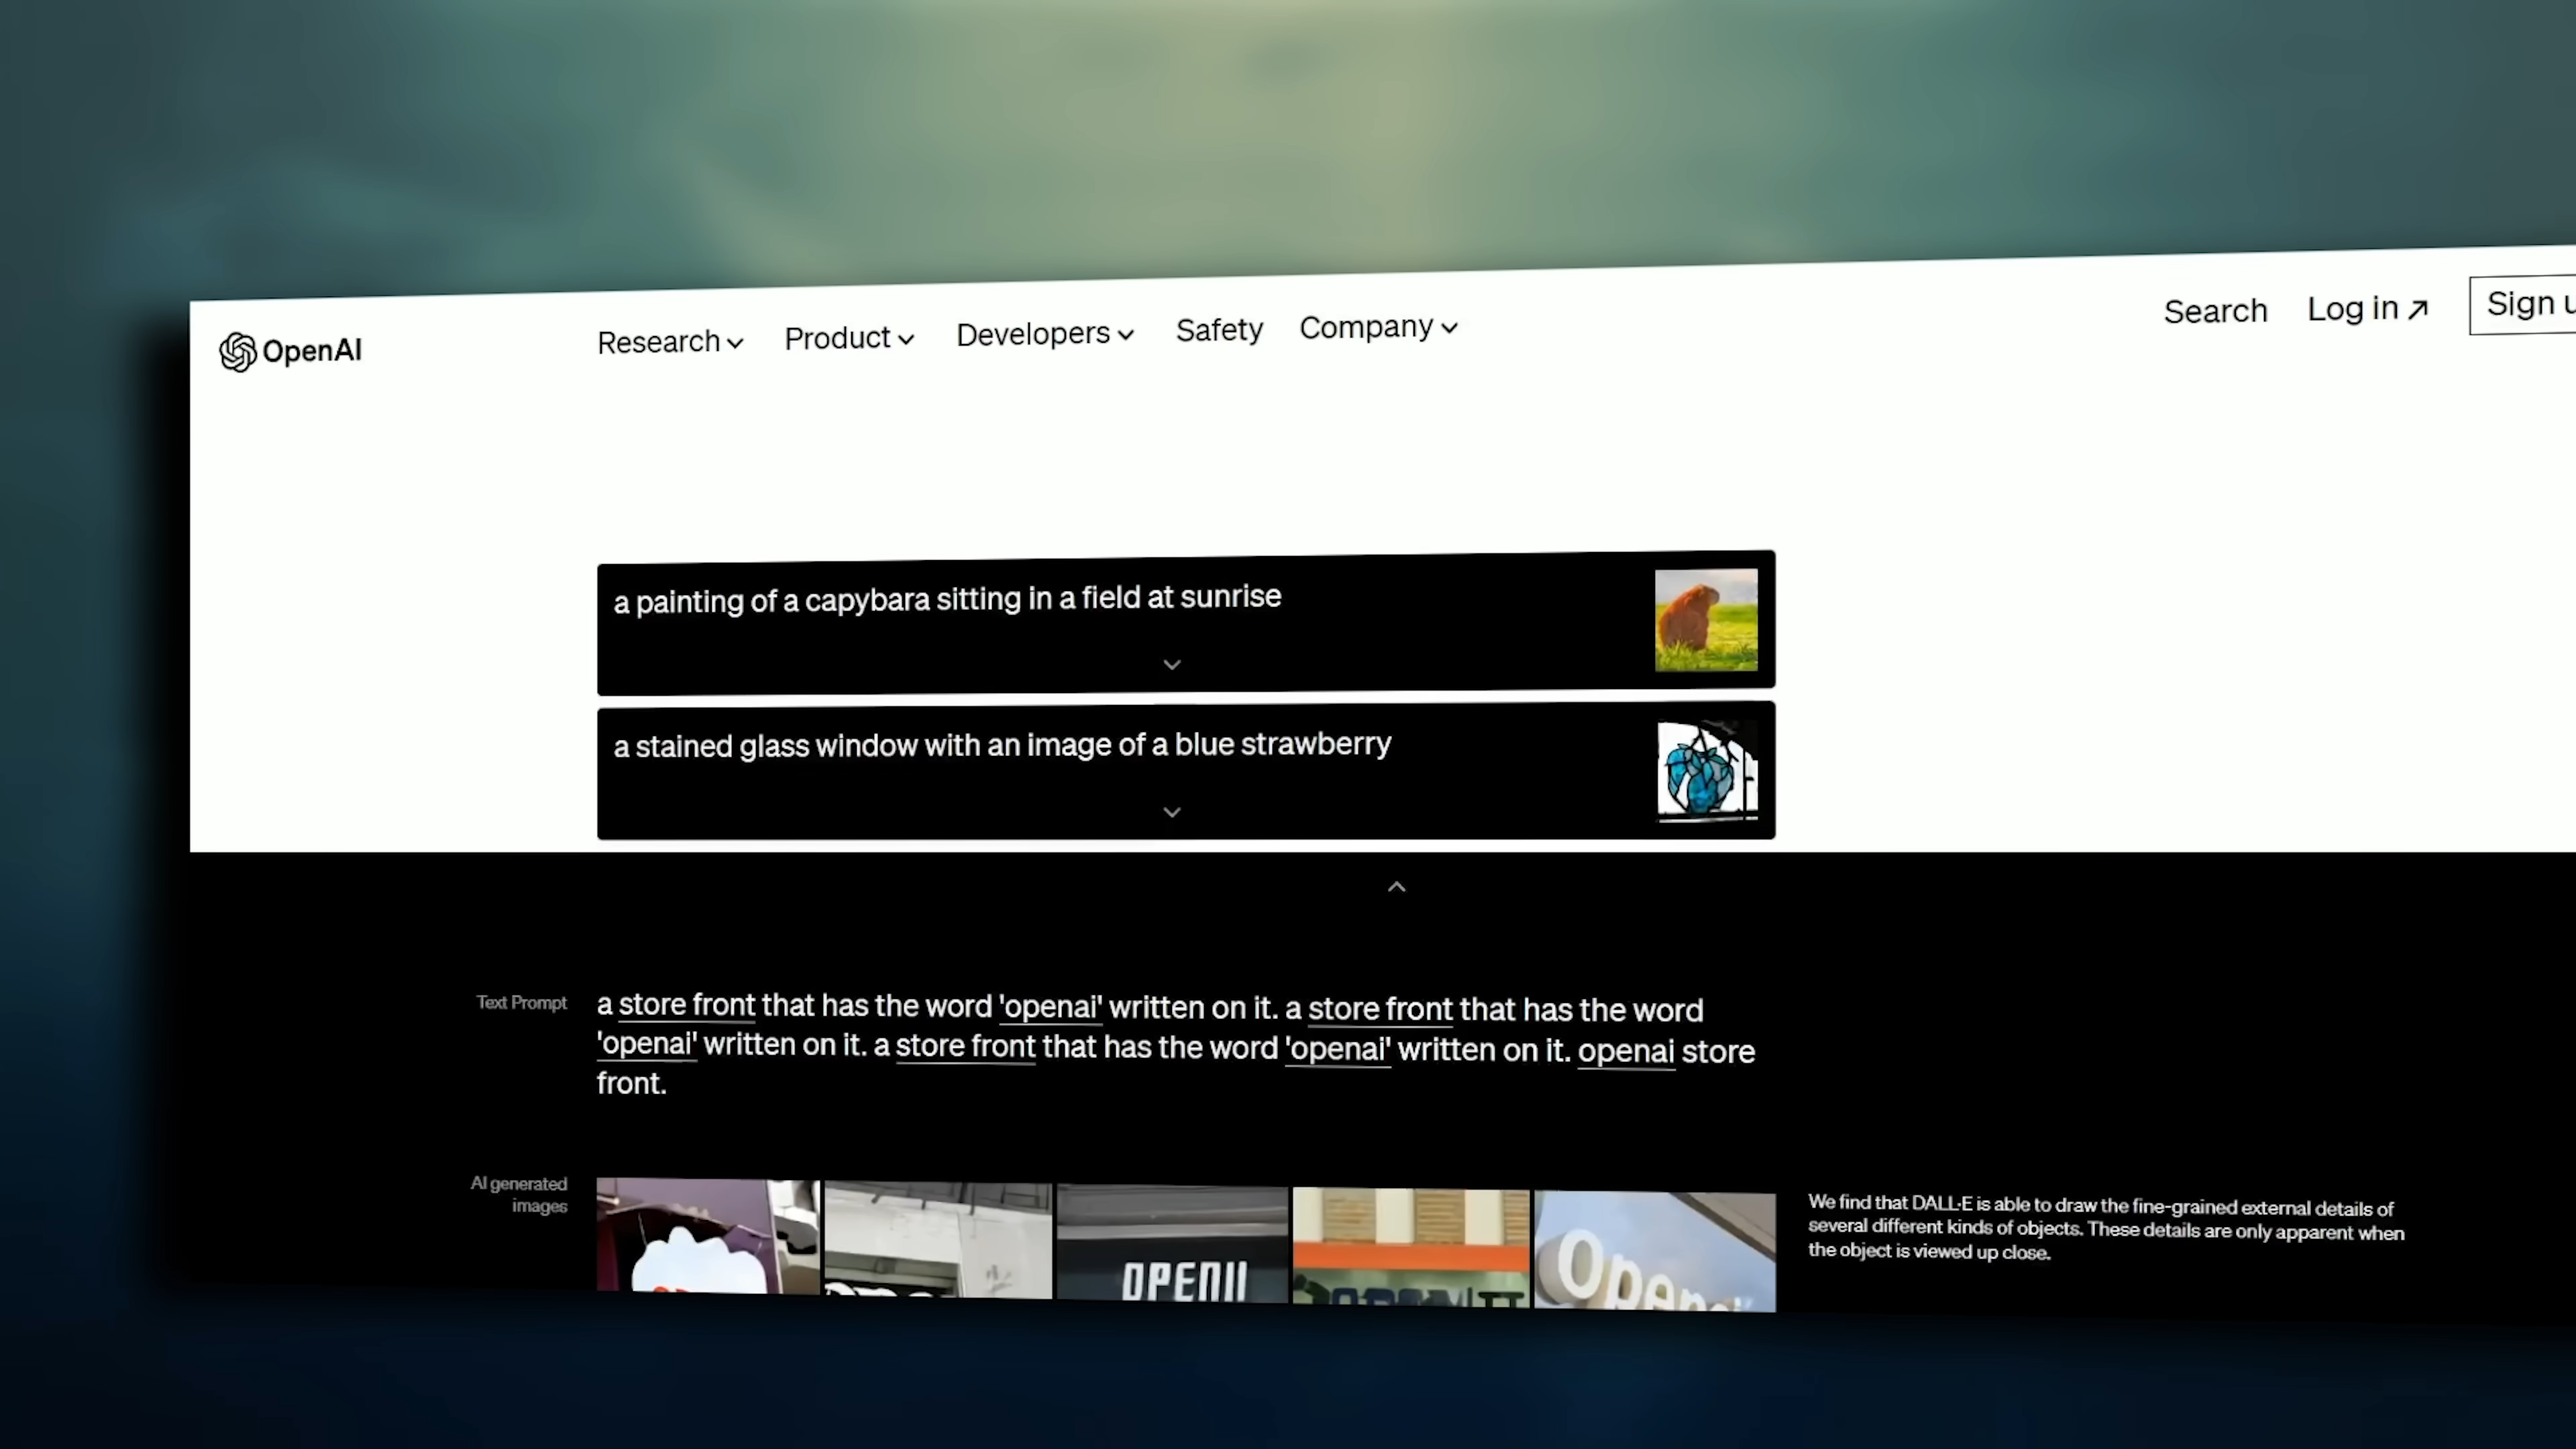 OpenAI
Research
Product
Developers
Safety
Company
Search
Log in ↗
Sign
a painting of a capybara sitting in a field at sunrise
a stained glass window with an image of a blue strawberry
Text Prompt
a store front that has the word 'openai' written on it. a store front that has the word
'openai' written on it. a store front that has the word 'openai' written on it. openai store
front.
AI generated
images
OPENII
We find that DALL·E is able to draw the fine-grained external details of
several different kinds of objects. These details are only apparent when
the object is viewed up close.